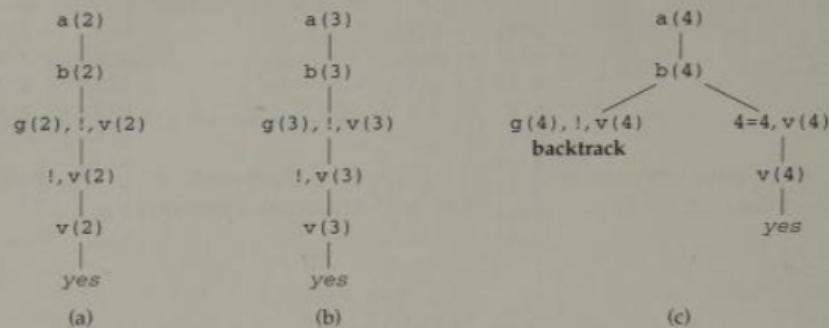 a(2) a(3) a(4)
b(2) b(3) b(4)
g(2),!,v(2) g(3),!,v(3) g(4),!,v(4) 4=4,v(4)
backtrack
!,v(2) !,v(3) v(4)
v(2) v(3) yes
yes yes
(a) (b) (c)